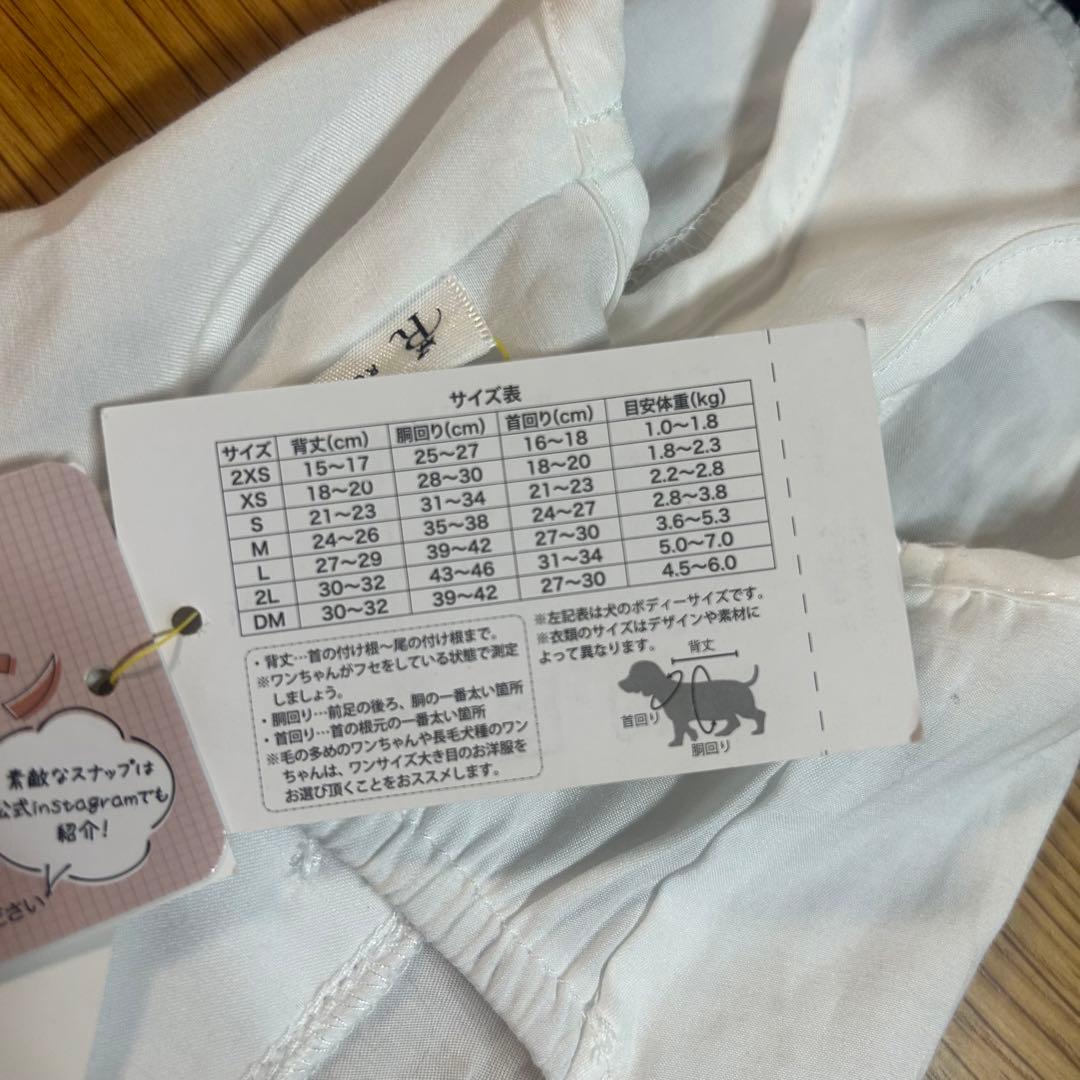 R
サイズ表
サイズ 背丈(cm) 胴回り(cm) 首回り(cm) 目安体重(kg)
2XS 15～17 25～27 16～18 1.0～1.8
XS 18～20 28～30 18～20 1.8～2.3
S 21～23 31～34 21～23 2.2～2.8
M 24～26 35～38 24～27 2.8～3.8
L 27～29 39～42 27～30 3.6～5.3
2L 30～32 43～46 31～34 5.0～7.0
DM 30～32 39～42 27～30 4.5～6.0
・背丈…首の付け根～尾の付け根まで。
※ワンちゃんがフセをしている状態で測定
しましょう。
・胴回り…前足の後ろ、胴の一番太い箇所
・首回り…首の根元の一番太い箇所
※毛の多めのワンちゃんや長毛犬種のワン
ちゃんは、ワンサイズ大き目のお洋服を
お選び頂くことをおススメします。
※左記表は犬のボディーサイズです。
※衣類のサイズはデザインや素材に
よって異なります。
背丈
首回り
胴回り
素敵なスナップは
公式instagramでも
紹介!
ださい